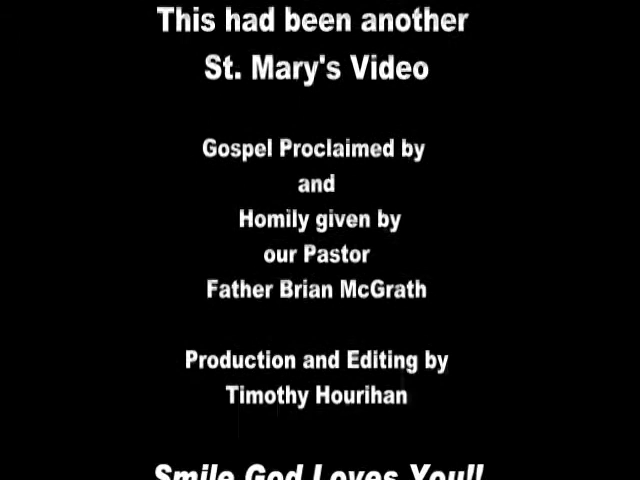 This had been another
St. Mary's Video
Gospel Proclaimed by
and
Homily given by
our Pastor
Father Brian McGrath
Production and Editing by
Timothy Hourihan
Smile God Loves You!!